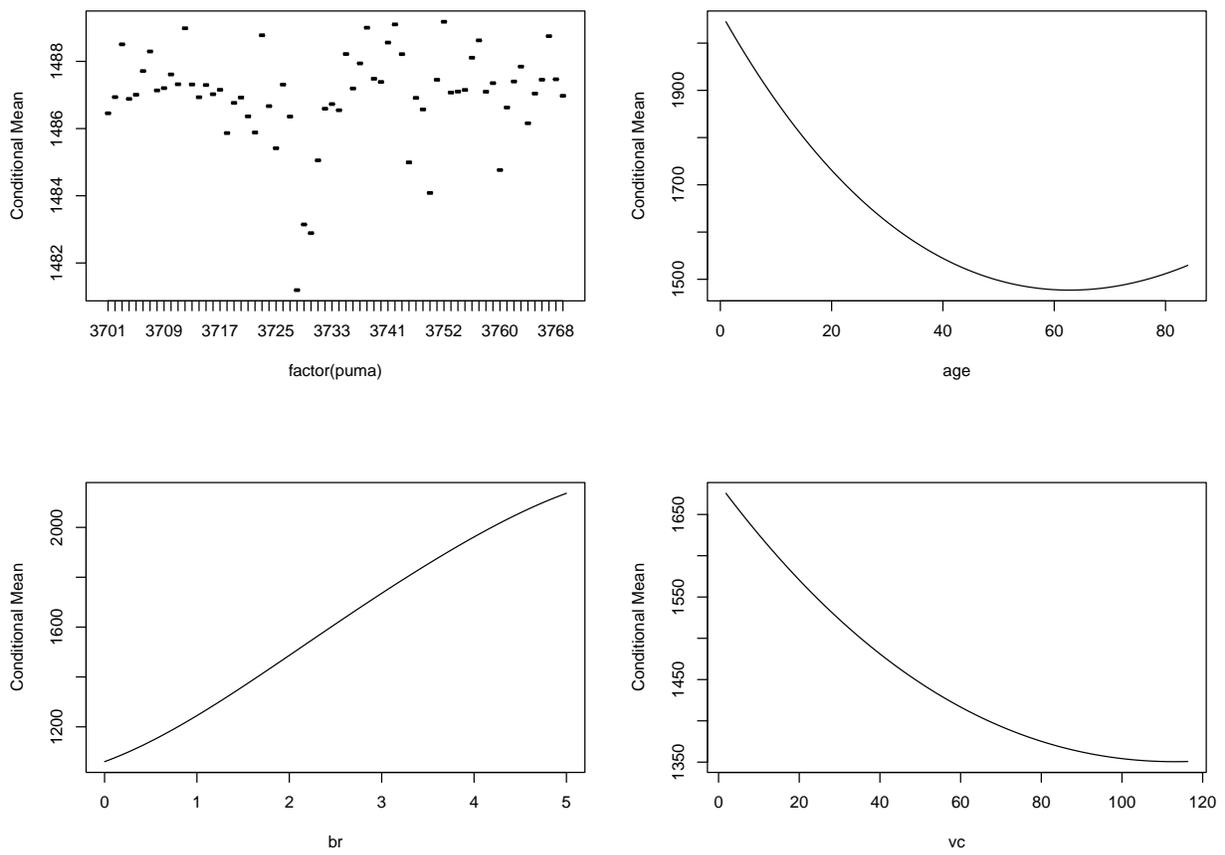 Conditional Mean
1488
1486
1484
1482
3701 3709 3717 3725 3733 3741 3752 3760 3768
factor(puma)
Conditional Mean
1900
1700
1500
0 20 40 60 80
age
Conditional Mean
2000
1600
1200
0 1 2 3 4 5
br
Conditional Mean
1650
1550
1450
1350
0 20 40 60 80 100 120
vc